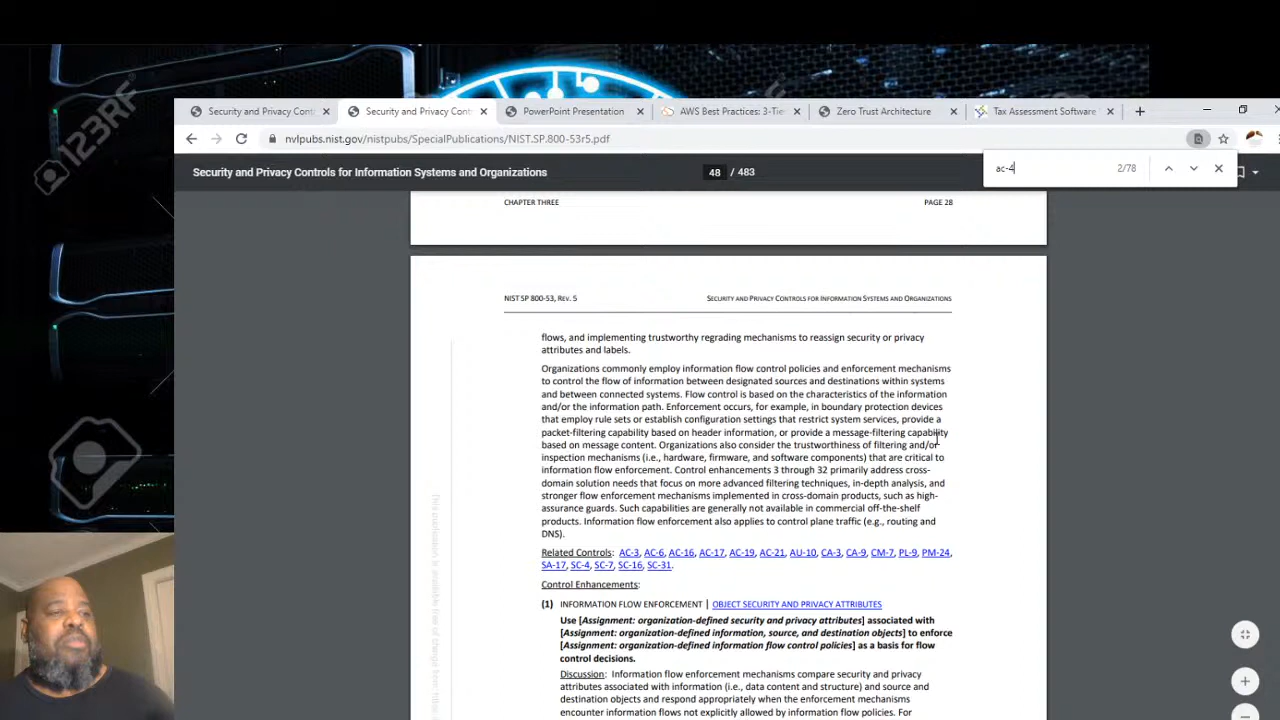 123RF
Security and Privacy Cont
Security and Privacy Cont
PowerPoint Presentation
AWS Best Practices: 3-Tie
Zero Trust Architecture
Tax Assessment Software
nvlpubs.nist.gov/nistpubs/SpecialPublications/NIST.SP.800-53r5.pdf
ac-4
2/78
Security and Privacy Controls for Information Systems and Organizations
48 / 483
CHAPTER THREE
PAGE 28
NIST SP 800-53, REV. 5
SECURITY AND PRIVACY CONTROLS FOR INFORMATION SYSTEMS AND ORGANIZATIONS
flows, and implementing trustworthy regrading mechanisms to reassign security or privacy
attributes and labels.
Organizations commonly employ information flow control policies and enforcement mechanisms
to control the flow of information between designated sources and destinations within systems
and between connected systems. Flow control is based on the characteristics of the information
and/or the information path. Enforcement occurs, for example, in boundary protection devices
that employ rule sets or establish configuration settings that restrict system services, provide a
packet-filtering capability based on header information, or provide a message-filtering capability
based on message content. Organizations also consider the trustworthiness of filtering and/or
inspection mechanisms (i.e., hardware, firmware, and software components) that are critical to
information flow enforcement. Control enhancements 3 through 32 primarily address cross-
domain solution needs that focus on more advanced filtering techniques, in-depth analysis, and
stronger flow enforcement mechanisms implemented in cross-domain products, such as high-
assurance guards. Such capabilities are generally not available in commercial off-the-shelf
products. Information flow enforcement also applies to control plane traffic (e.g., routing and
DNS).
Related Controls: AC-3, AC-6, AC-16, AC-17, AC-19, AC-21, AU-10, CA-3, CA-9, CM-7, PL-9, PM-24,
SA-17, SC-4, SC-7, SC-16, SC-31.
Control Enhancements:
(1) INFORMATION FLOW ENFORCEMENT | OBJECT SECURITY AND PRIVACY ATTRIBUTES
Use [Assignment: organization-defined security and privacy attributes] associated with
[Assignment: organization-defined information, source, and destination objects] to enforce
[Assignment: organization-defined information flow control policies] as a basis for flow
control decisions.
Discussion: Information flow enforcement mechanisms compare security and privacy
attributes associated with information (i.e., data content and structure) and source and
destination objects and respond appropriately when the enforcement mechanisms
encounter information flows not explicitly allowed by information flow policies. For